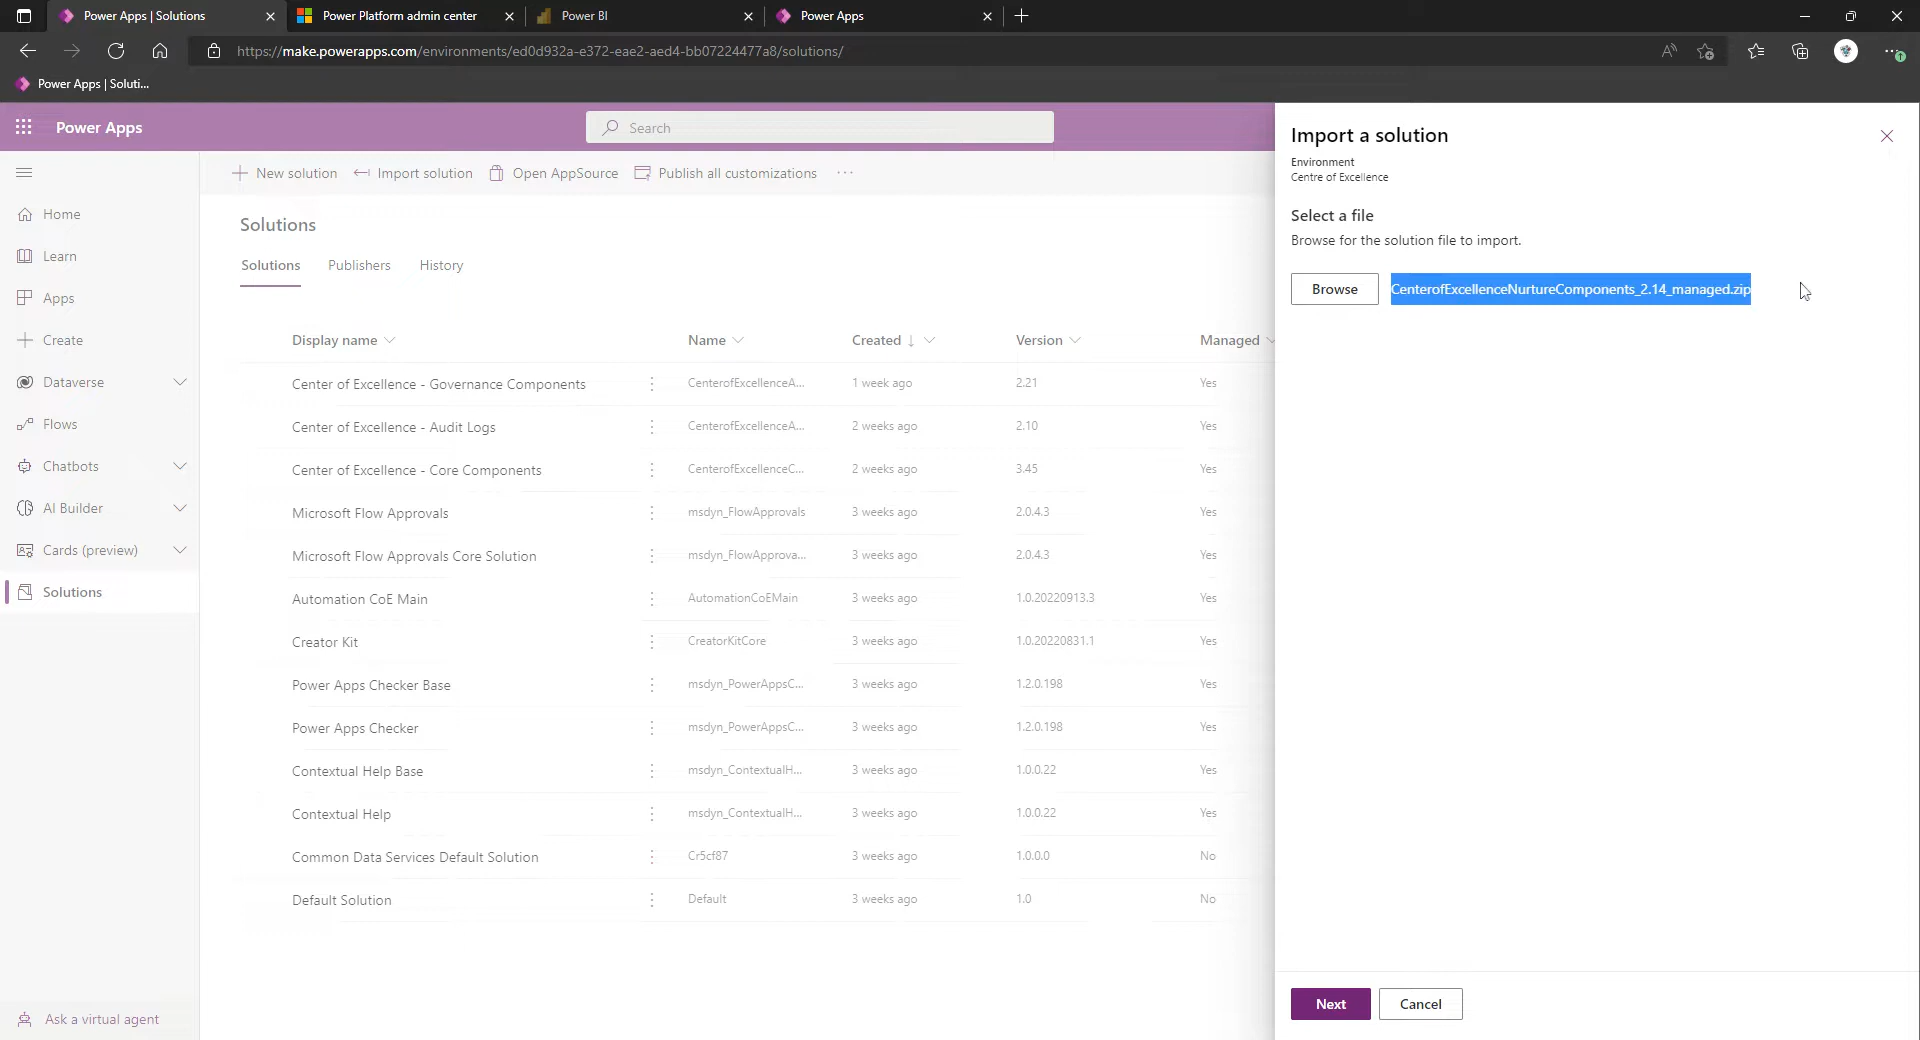 Power Apps | Solutions
Power Platform admin center
Power BI
Power Apps
https://make.powerapps.com/environments/ed0d932a-e372-eae2-aed4-bb07224477a8/solutions/
Power Apps | Soluti...
Power Apps
Search
New solution
Import solution
Open AppSource
Publish all customizations
Home
Learn
Apps
Create
Dataverse
Flows
Chatbots
AI Builder
Cards (preview)
Solutions
Ask a virtual agent
Solutions
Solutions Publishers History
Display name Name Created Version Managed
Center of Excellence - Governance Components CenterofExcellenceA... 1 week ago 2.21 Yes
Center of Excellence - Audit Logs CenterofExcellenceA... 2 weeks ago 2.10 Yes
Center of Excellence - Core Components CenterofExcellenceC... 2 weeks ago 3.45 Yes
Microsoft Flow Approvals msdyn_FlowApprovals 3 weeks ago 2.0.4.3 Yes
Microsoft Flow Approvals Core Solution msdyn_FlowApprova... 3 weeks ago 2.0.4.3 Yes
Automation CoE Main AutomationCoEMain 3 weeks ago 1.0.20220913.3 Yes
Creator Kit CreatorKitCore 3 weeks ago 1.0.20220831.1 Yes
Power Apps Checker Base msdyn_PowerAppsC... 3 weeks ago 1.2.0.198 Yes
Power Apps Checker msdyn_PowerAppsC... 3 weeks ago 1.2.0.198 Yes
Contextual Help Base msdyn_ContextualH... 3 weeks ago 1.0.0.22 Yes
Contextual Help msdyn_ContextualH... 3 weeks ago 1.0.0.22 Yes
Common Data Services Default Solution Cr5cf87 3 weeks ago 1.0.0.0 No
Default Solution Default 3 weeks ago 1.0 No
Import a solution
Environment
Centre of Excellence
Select a file
Browse for the solution file to import.
Browse CenterofExcellenceNurtureComponents_2.14_managed.zip
Next Cancel